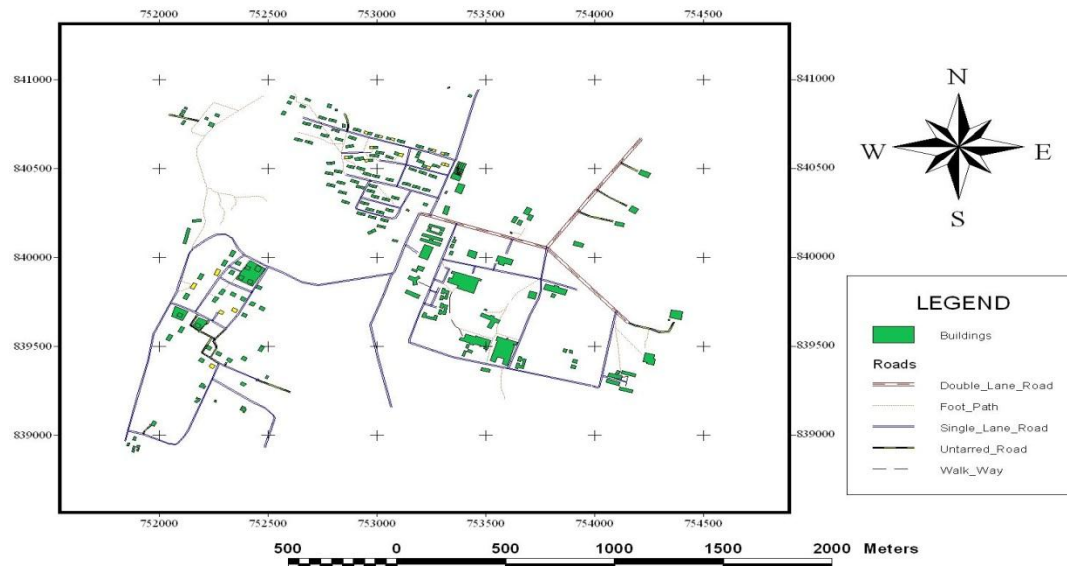 752000 752500 753000 753500 754000 754500
841000 841000
840500 840500
840000 840000
839500 839500
839000 839000
752000 752500 753000 753500 754000 754500
N
W E
S
LEGEND
Buildings
Roads
Double_Lane_Road
Foot_Path
Single_Lane_Road
Untarred_Road
Walk_Way
500 0 500 1000 1500 2000 Meters